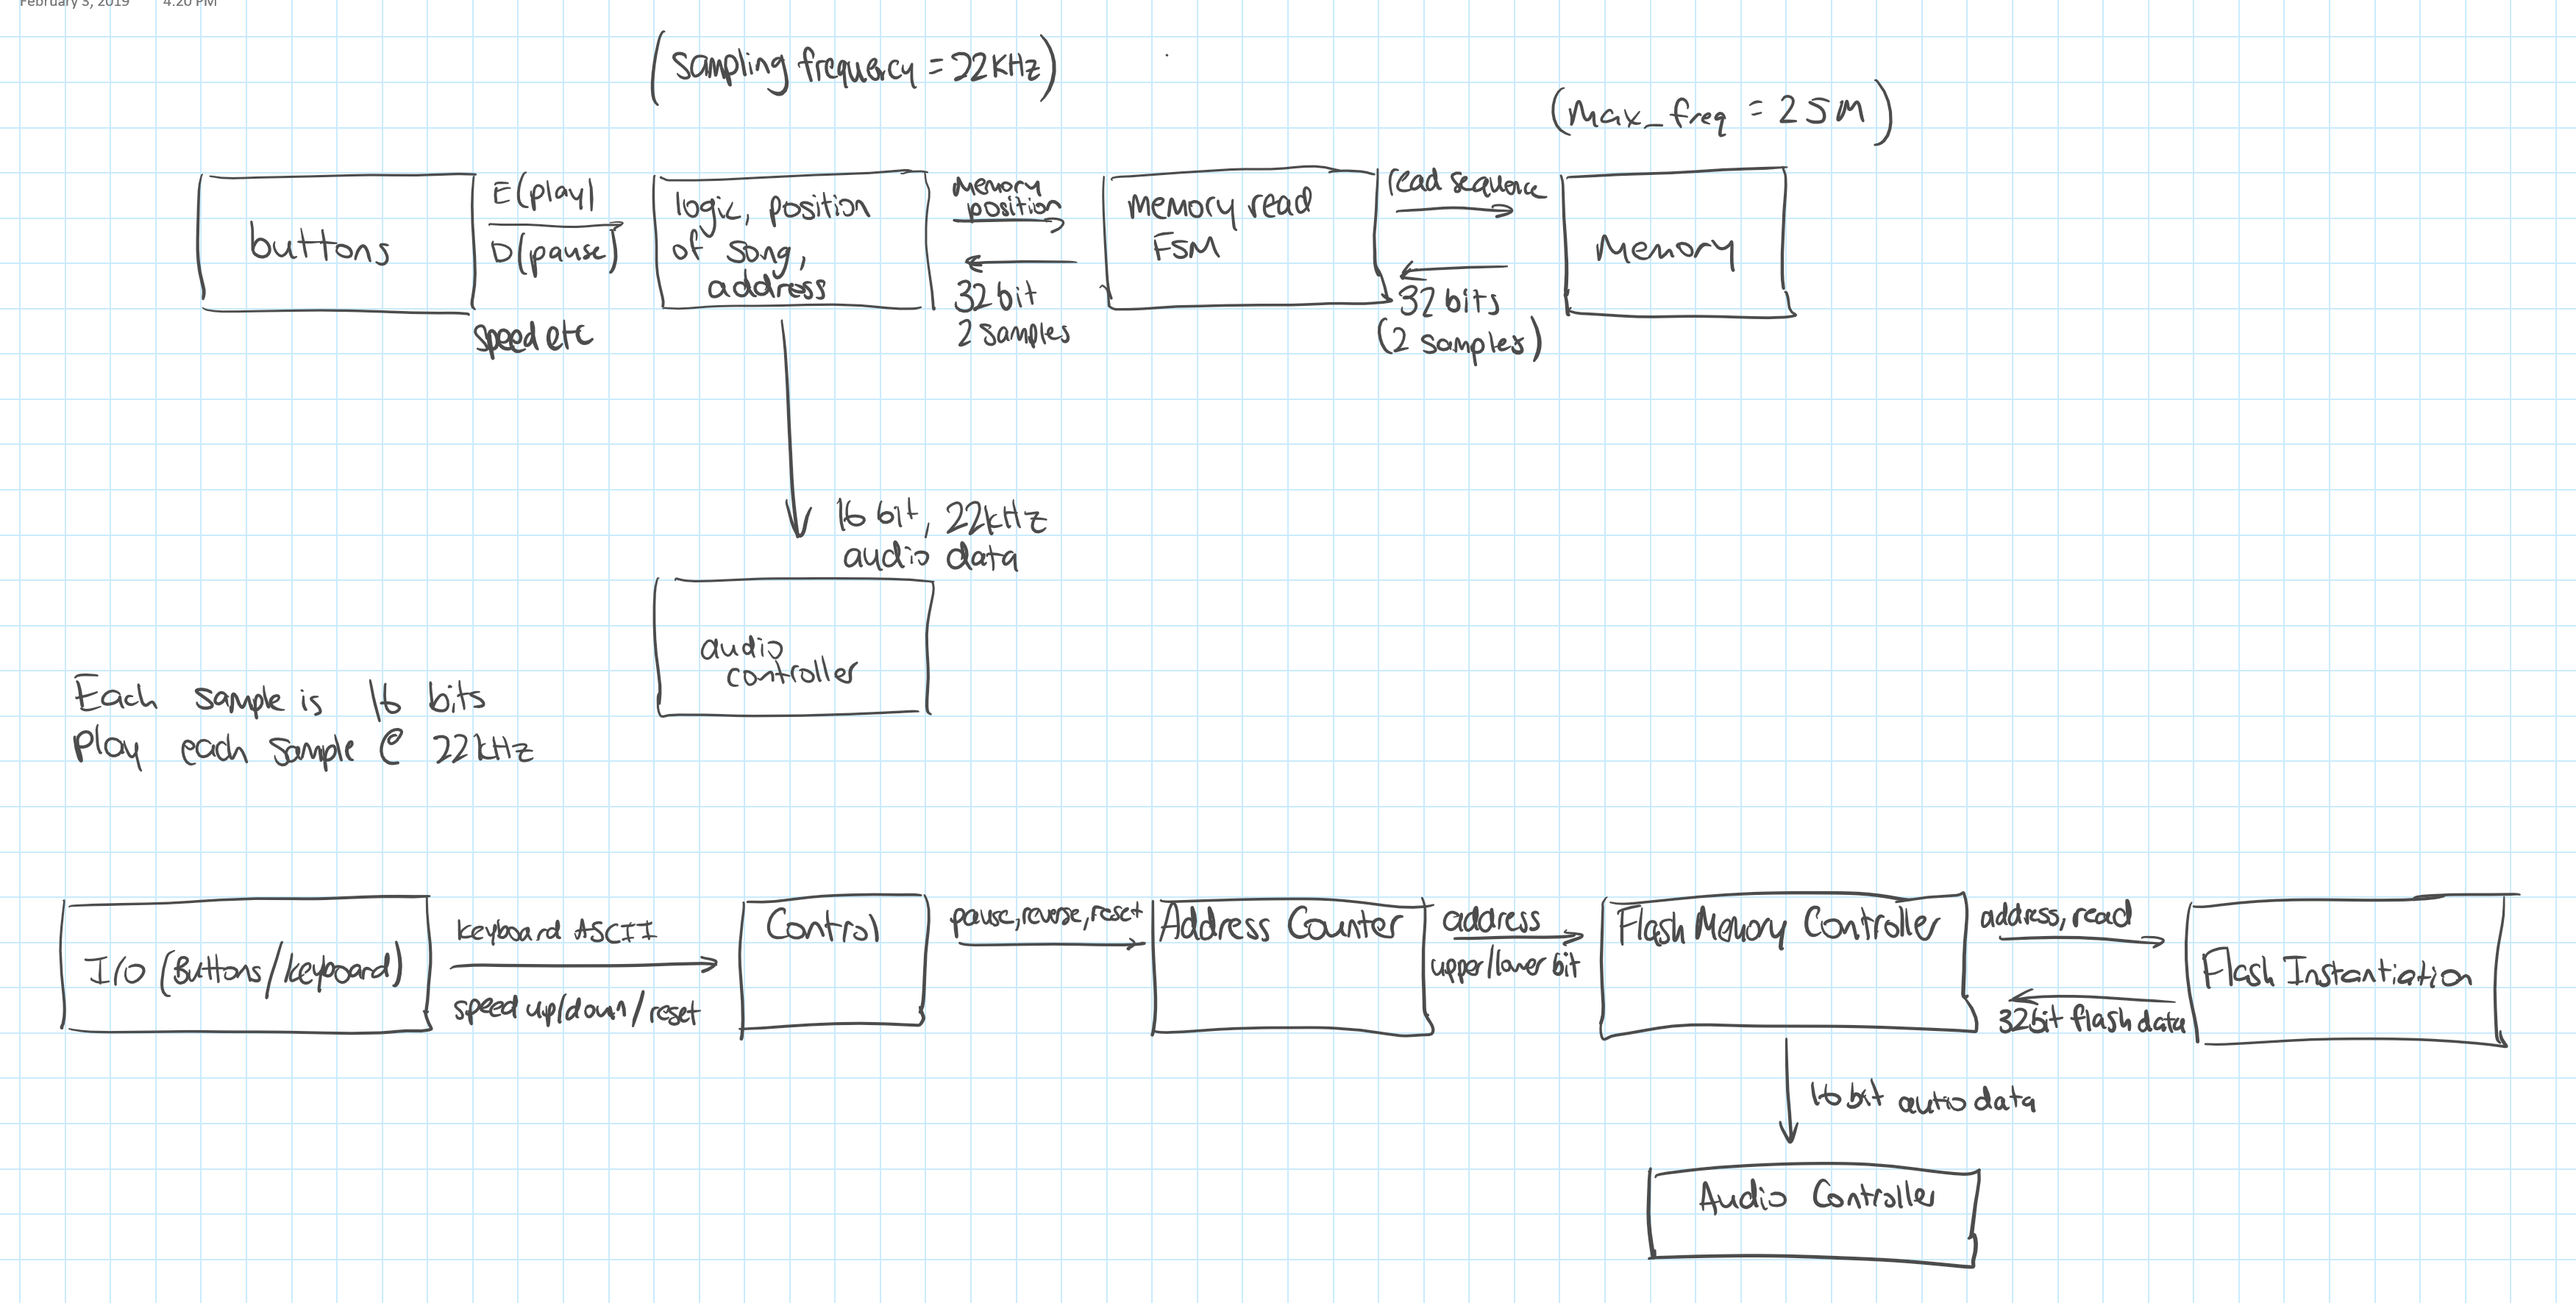 February 3, 2019 4:20 PM
(sampling frequency = 22KHz)
(max_freq = 25M)
buttons
E(play)
D(pause)
speed etc
logic, position
of song,
address
Memory
position
32 bit
2 samples
memory read
FSM
read sequence
32 bits
(2 samples)
Memory
16 bit, 22kHz
audio data
audio
controller
Each sample is 16 bits
Play each sample @ 22kHz
I/O (Buttons/keyboard)
keyboard ASCII
speed up/down/reset
Control
pause, reverse, reset
Address Counter
address
upper/lower bit
Flash Memory Controller
address, read
32bit flash data
Flash Instantiation
16 bit autio data
Audio Controller